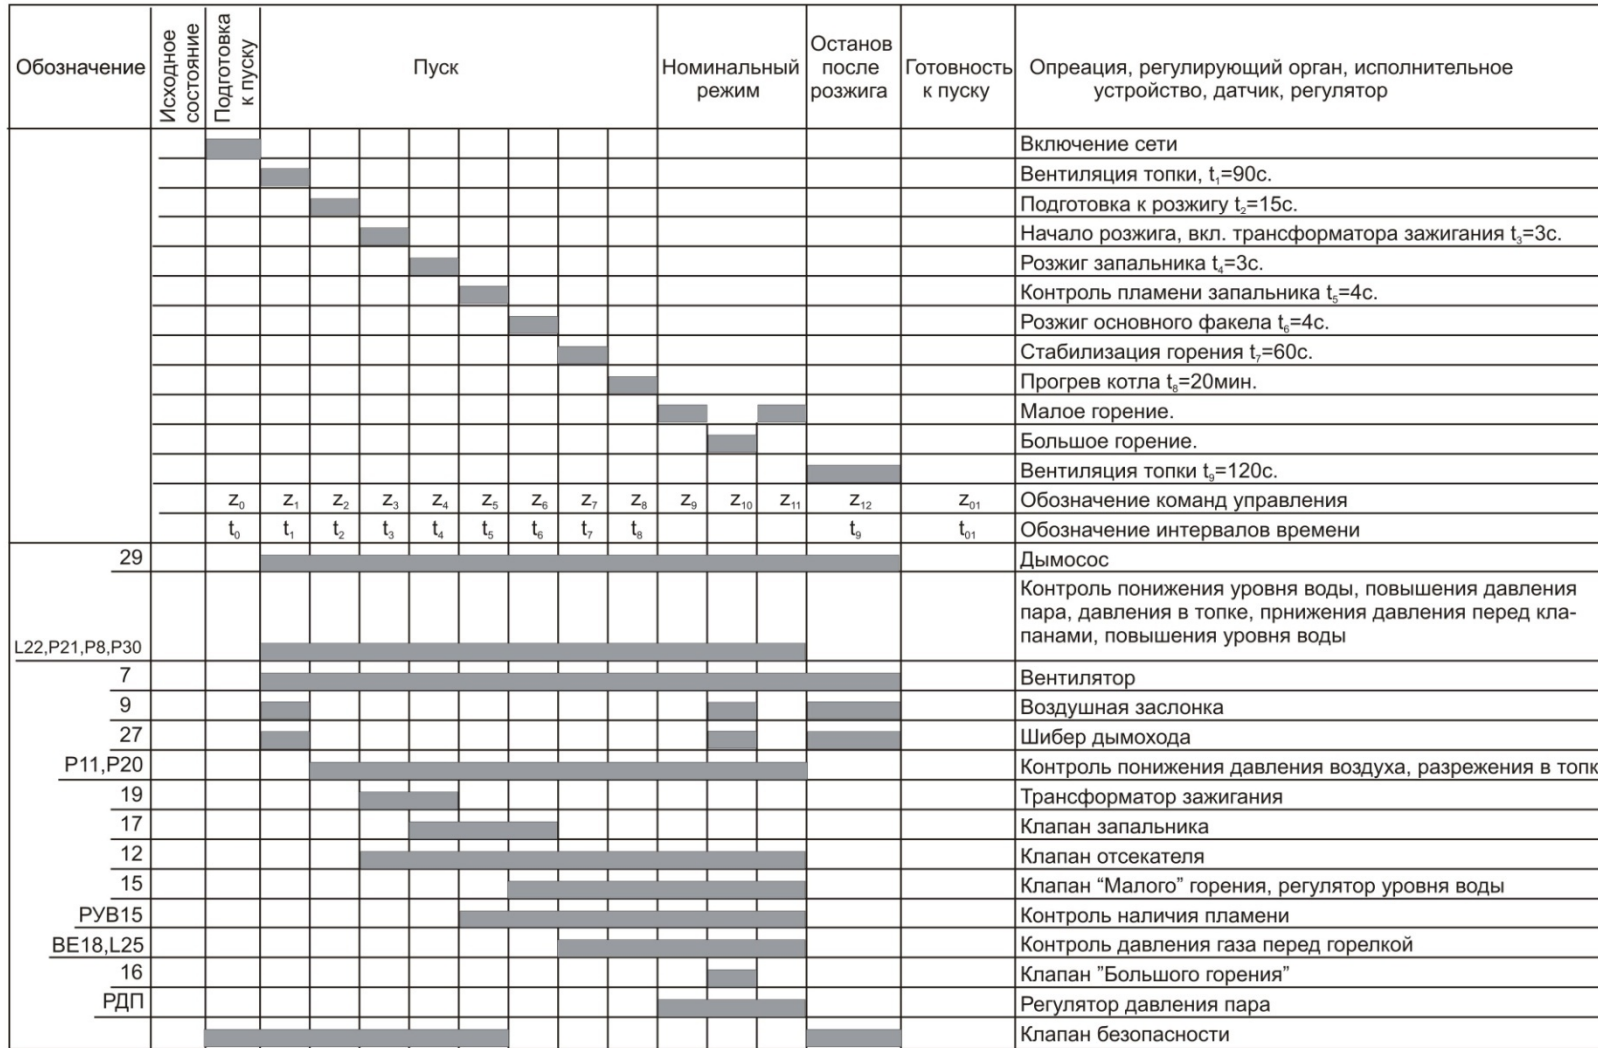 Обозначение
Исходное
состояние
Подготовка
к пуску
Пуск
Номинальный
режим
Останов
после
розжига
Готовность
к пуску
Опреация, регулирующий орган, исполнительное
устройство, датчик, регулятор
Включение сети
Вентиляция топки, t₁=90с.
Подготовка к розжигу t₂=15с.
Начало розжига, вкл. трансформатора зажигания t₃=3с.
Розжиг запальника t₄=3с.
Контроль пламени запальника t₅=4с.
Розжиг основного факела t₆=4с.
Стабилизация горения t₇=60с.
Прогрев котла t₈=20мин.
Малое горение.
Большое горение.
Вентиляция топки t₉=120с.
z₀ z₁ z₂ z₃ z₄ z₅ z₆ z₇ z₈ z₉ z₁₀ z₁₁ z₁₂ z₀₁ Обозначение команд управления
t₀ t₁ t₂ t₃ t₄ t₅ t₆ t₇ t₈ t₉ t₀₁ Обозначение интервалов времени
29 Дымосос
Контроль понижения уровня воды, повышения давления
пара, давления в топке, прнижения давления перед кла-
панами, повышения уровня воды
L22,P21,P8,P30
7 Вентилятор
9 Воздушная заслонка
27 Шибер дымохода
P11,P20 Контроль понижения давления воздуха, разрежения в топк
19 Трансформатор зажигания
17 Клапан запальника
12 Клапан отсекателя
15 Клапан “Малого” горения, регулятор уровня воды
РУВ15 Контроль наличия пламени
ВЕ18,L25 Контроль давления газа перед горелкой
16 Клапан ”Большого горения”
РДП Регулятор давления пара
Клапан безопасности